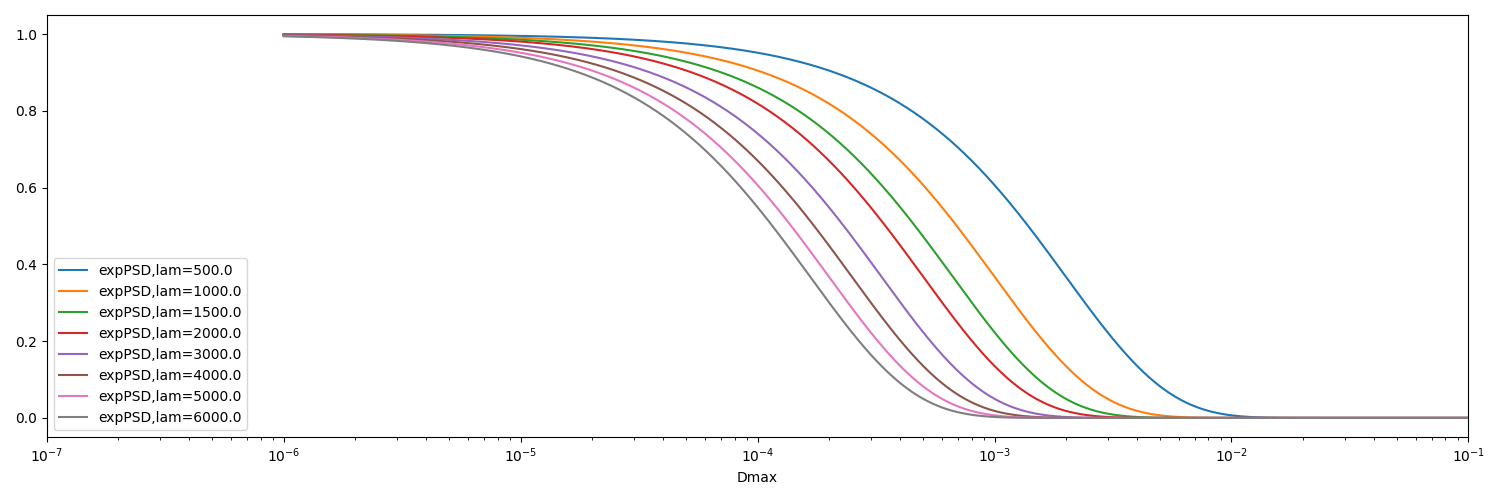 1.0
0.8
0.6
0.4
0.2
0.0
expPSD,lam=500.0
expPSD,lam=1000.0
expPSD,lam=1500.0
expPSD,lam=2000.0
expPSD,lam=3000.0
expPSD,lam=4000.0
expPSD,lam=5000.0
expPSD,lam=6000.0
10⁻⁷ 10⁻⁶ 10⁻⁵ 10⁻⁴ 10⁻³ 10⁻² 10⁻¹
Dmax